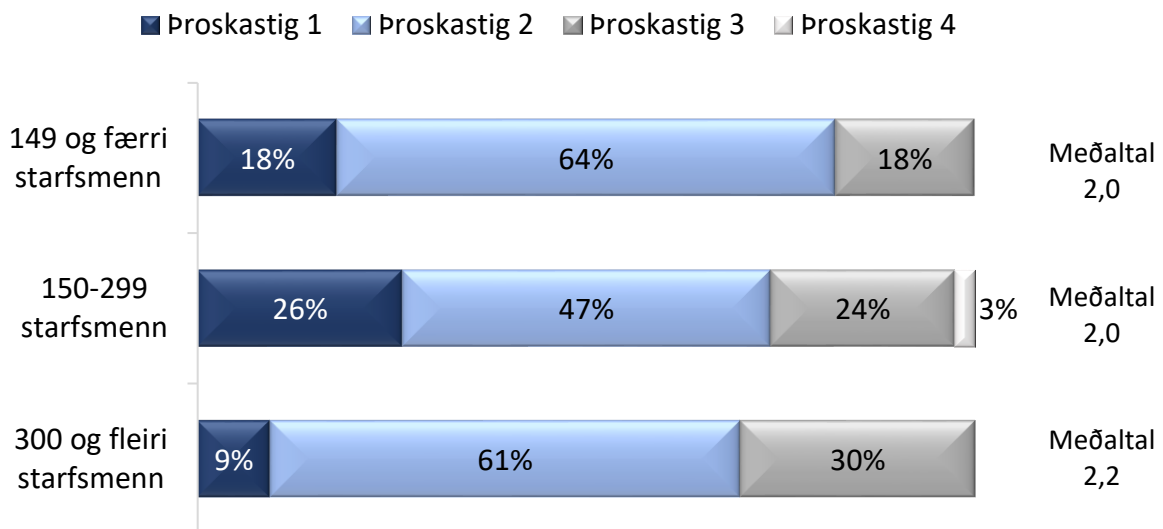 Þroskastig 1 Þroskastig 2 Þroskastig 3 Þroskastig 4
149 og færri
starfsmenn
18% 64% 18%
Meðaltal
2,0
150-299
starfsmenn
26% 47% 24% 3%
Meðaltal
2,0
300 og fleiri
starfsmenn
9% 61% 30%
Meðaltal
2,2